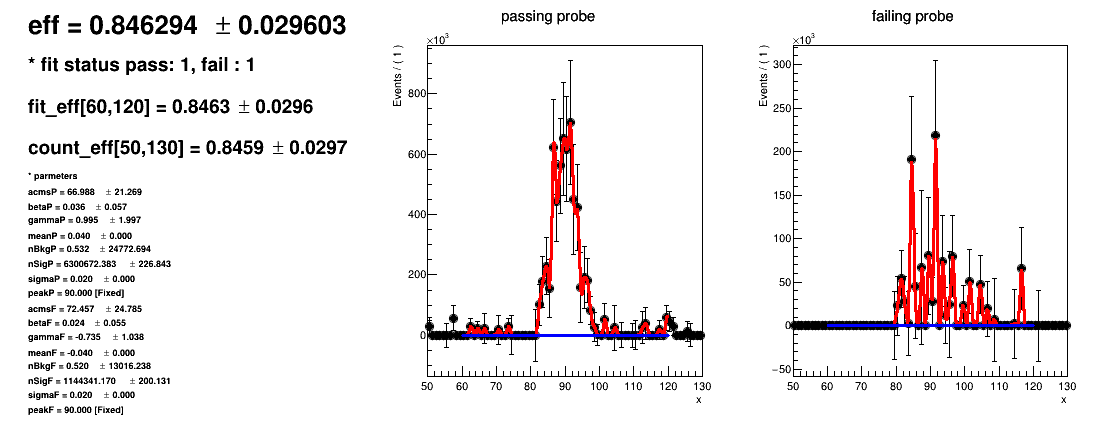 eff = 0.846294 ± 0.029603
* fit status pass: 1, fail : 1
fit_eff[60,120] = 0.8463 ± 0.0296
count_eff[50,130] = 0.8459 ± 0.0297
* parmeters
acmsP = 66.988 ± 21.269
betaP = 0.036 ± 0.057
gammaP = 0.995 ± 1.997
meanP = 0.040 ± 0.000
nBkgP = 0.532 ± 24772.694
nSigP = 6300672.383 ± 226.843
sigmaP = 0.020 ± 0.000
peakP = 90.000 [Fixed]
acmsF = 72.457 ± 24.785
betaF = 0.024 ± 0.055
gammaF = -0.735 ± 1.038
meanF = -0.040 ± 0.000
nBkgF = 0.520 ± 13016.238
nSigF = 1144341.170 ± 200.131
sigmaF = 0.020 ± 0.000
peakF = 90.000 [Fixed]
passing probe
×10³
Events / ( 1 )
800
600
400
200
0
50 60 70 80 90 100 110 120 130
x
failing probe
×10³
Events / ( 1 )
300
250
200
150
100
50
0
−50
50 60 70 80 90 100 110 120 130
x